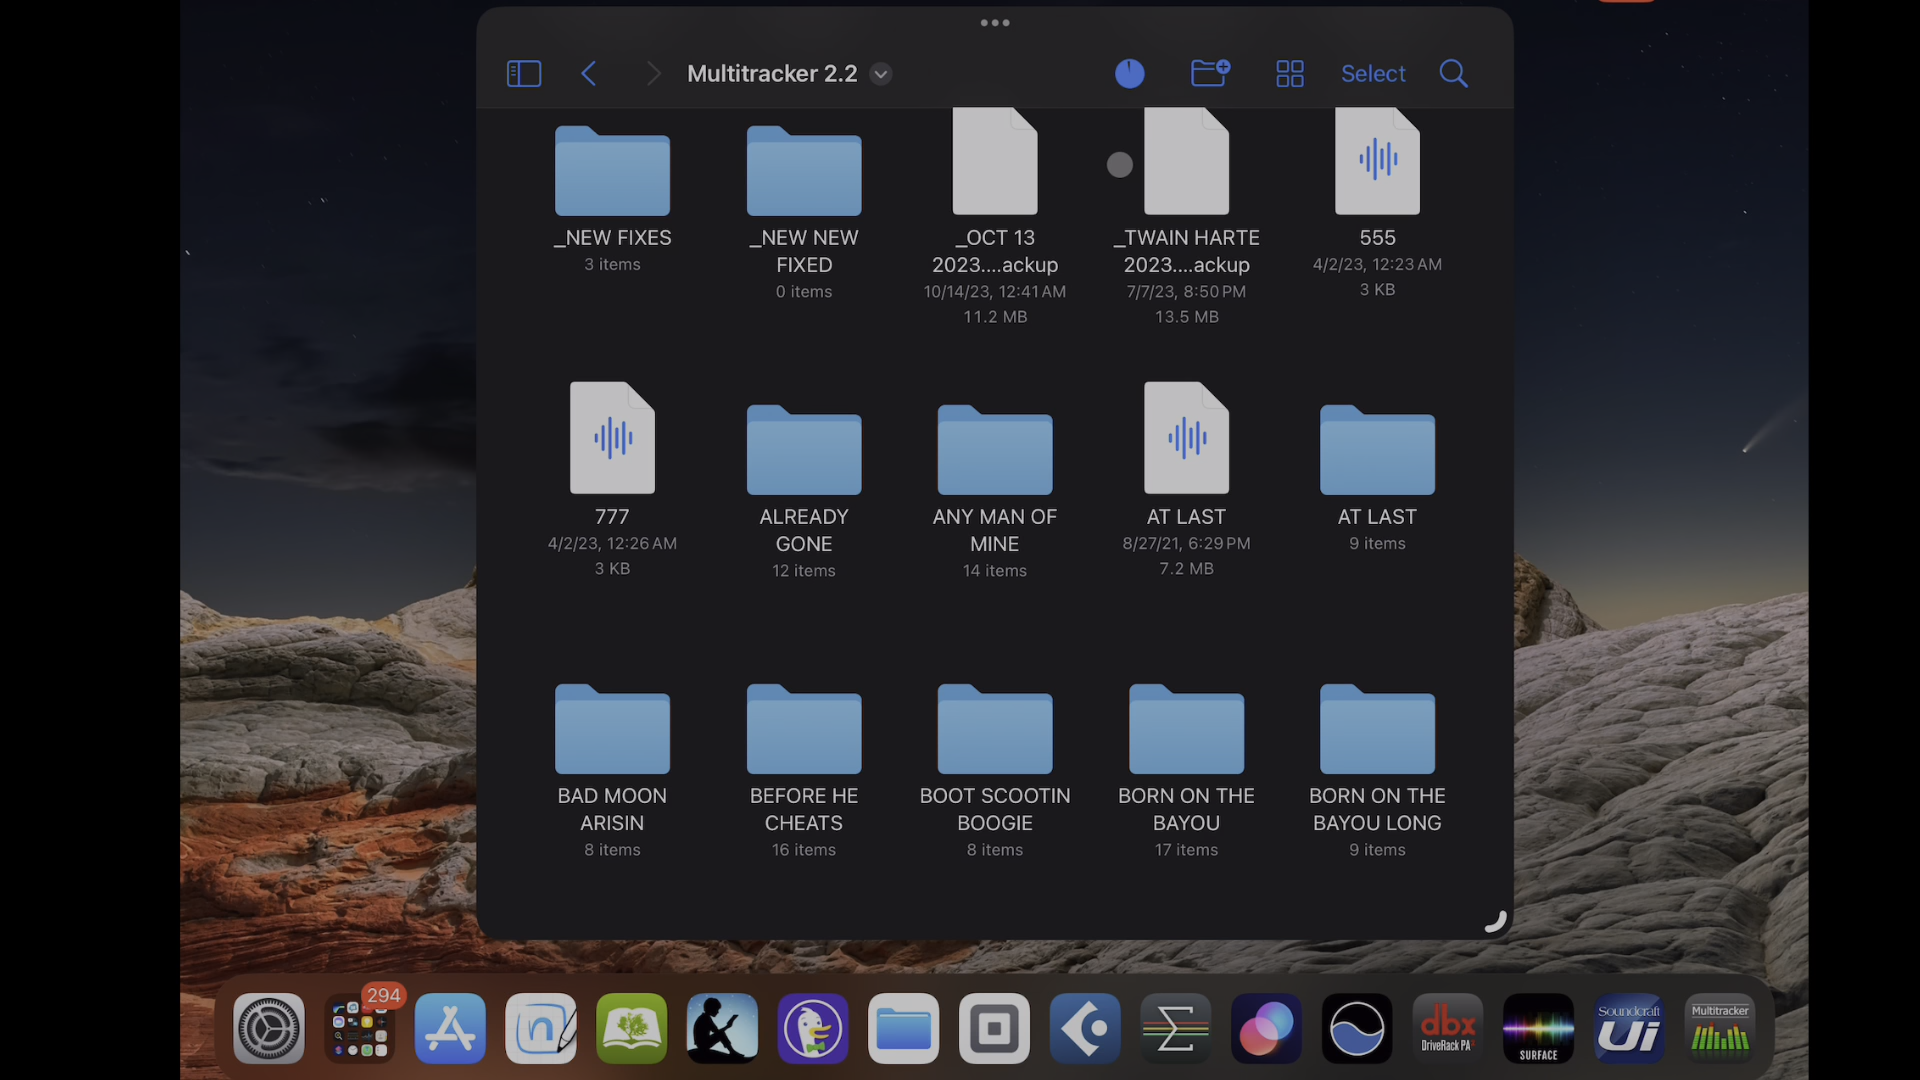 Multitracker 2.2
Select
_NEW FIXES
3 items
_NEW NEW
FIXED
0 items
_OCT 13
2023....ackup
10/14/23, 12:41 AM
11.2 MB
_TWAIN HARTE
2023....ackup
7/7/23, 8:50 PM
13.5 MB
555
4/2/23, 12:23 AM
3 KB
777
4/2/23, 12:26 AM
3 KB
ALREADY
GONE
12 items
ANY MAN OF
MINE
14 items
AT LAST
8/27/21, 6:29 PM
7.2 MB
AT LAST
9 items
BAD MOON
ARISIN
8 items
BEFORE HE
CHEATS
16 items
BOOT SCOOTIN
BOOGIE
8 items
BORN ON THE
BAYOU
17 items
BORN ON THE
BAYOU LONG
9 items
294
n
dbx
DriveRack PA²
SURFACE
Soundcraft
Ui
Multitracker